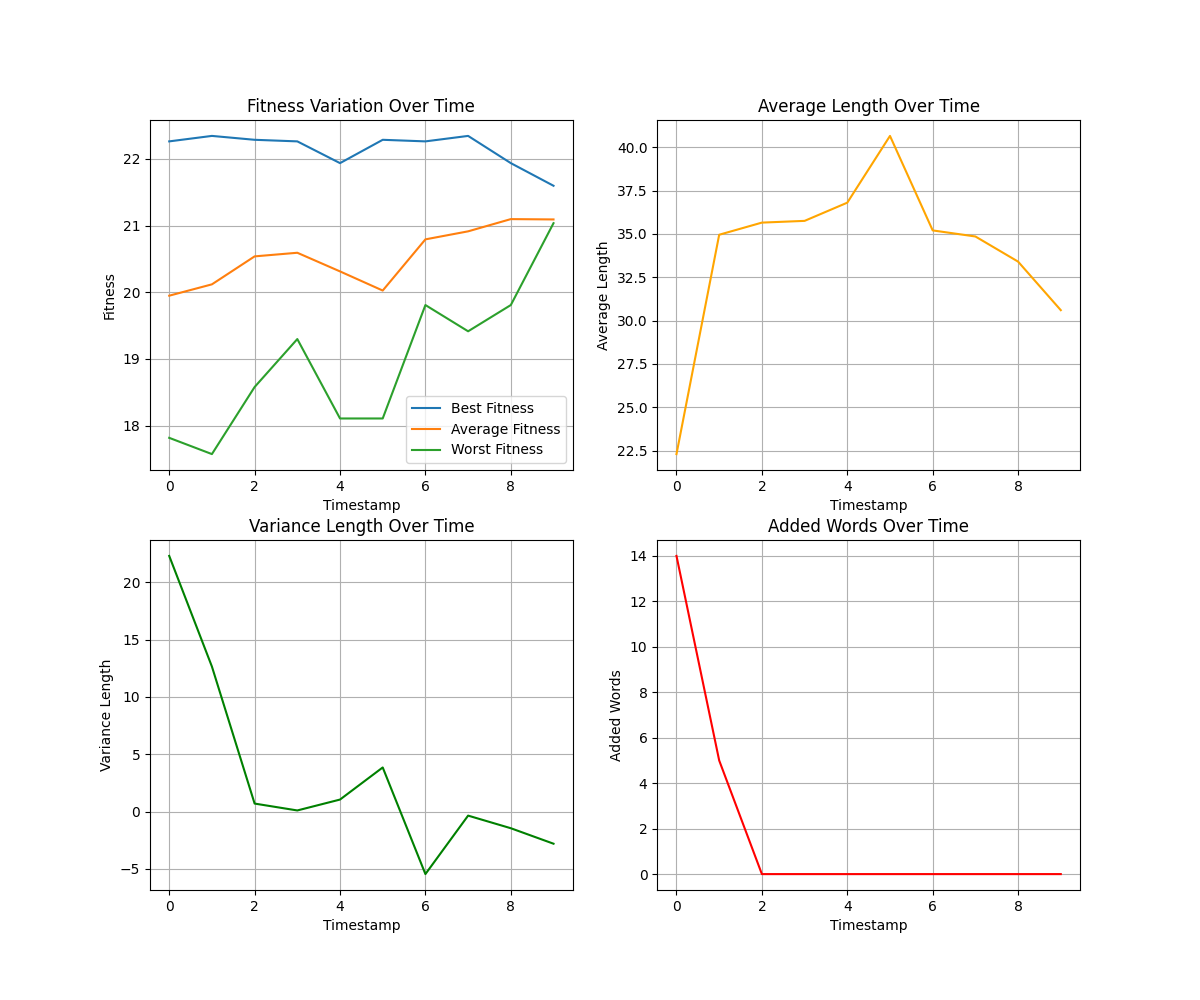 Fitness Variation Over Time
Fitness
22
21
20
19
18
0 2 4 6 8
Timestamp
Best Fitness
Average Fitness
Worst Fitness
Average Length Over Time
Average Length
40.0
37.5
35.0
32.5
30.0
27.5
25.0
22.5
0 2 4 6 8
Timestamp
Variance Length Over Time
Variance Length
20
15
10
5
0
−5
0 2 4 6 8
Timestamp
Added Words Over Time
Added Words
14
12
10
8
6
4
2
0
0 2 4 6 8
Timestamp